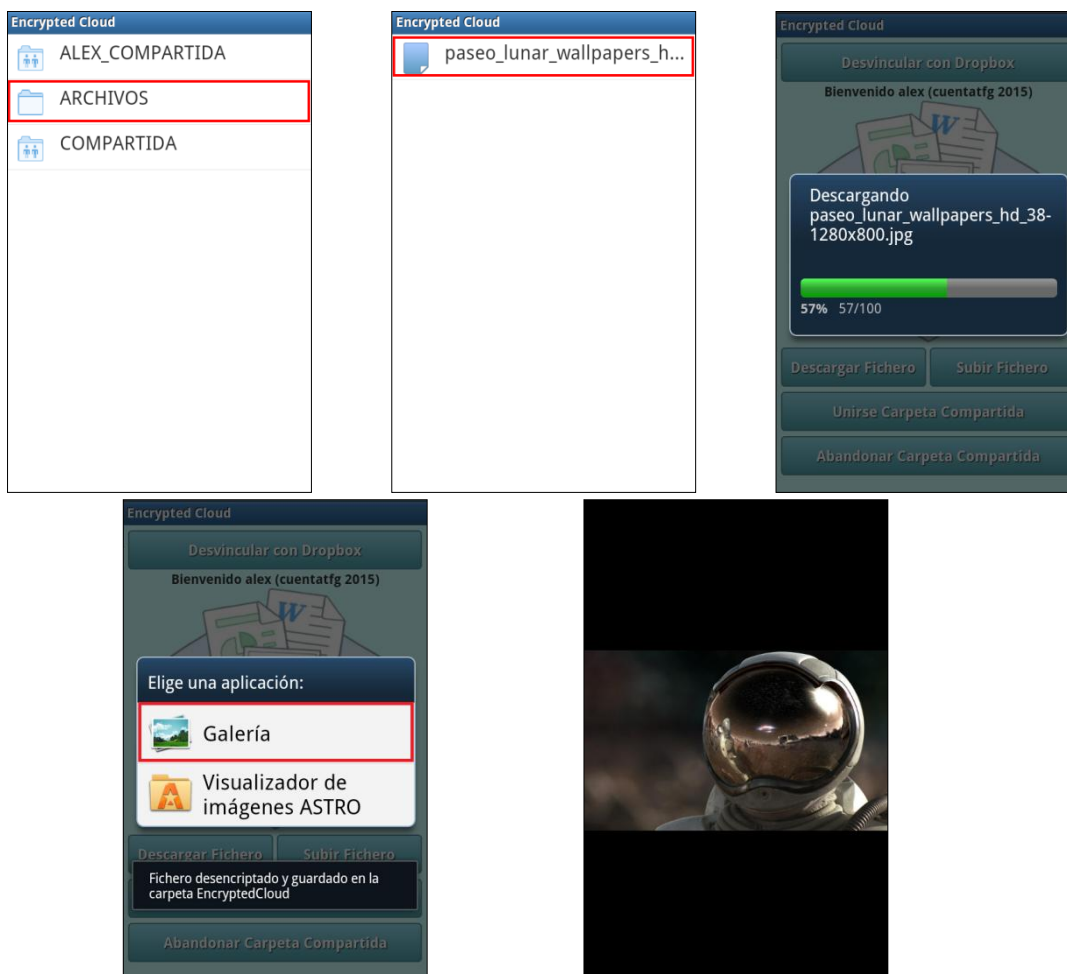 Encrypted Cloud
ALEX_COMPARTIDA
ARCHIVOS
COMPARTIDA
Encrypted Cloud
paseo_lunar_wallpapers_h...
Encrypted Cloud
Desvincular con Dropbox
Bienvenido alex (cuentatfg 2015)
W
Descargando
paseo_lunar_wallpapers_hd_38-
1280x800.jpg
57% 57/100
Descargar Fichero
Subir Fichero
Unirse Carpeta Compartida
Abandonar Carpeta Compartida
Encrypted Cloud
Desvincular con Dropbox
Bienvenido alex (cuentatfg 2015)
W
Elige una aplicación:
Galería
Visualizador de
imágenes ASTRO
Descargar Fichero
Subir Fichero
Fichero desencriptado y guardado en la
carpeta EncryptedCloud
Abandonar Carpeta Compartida